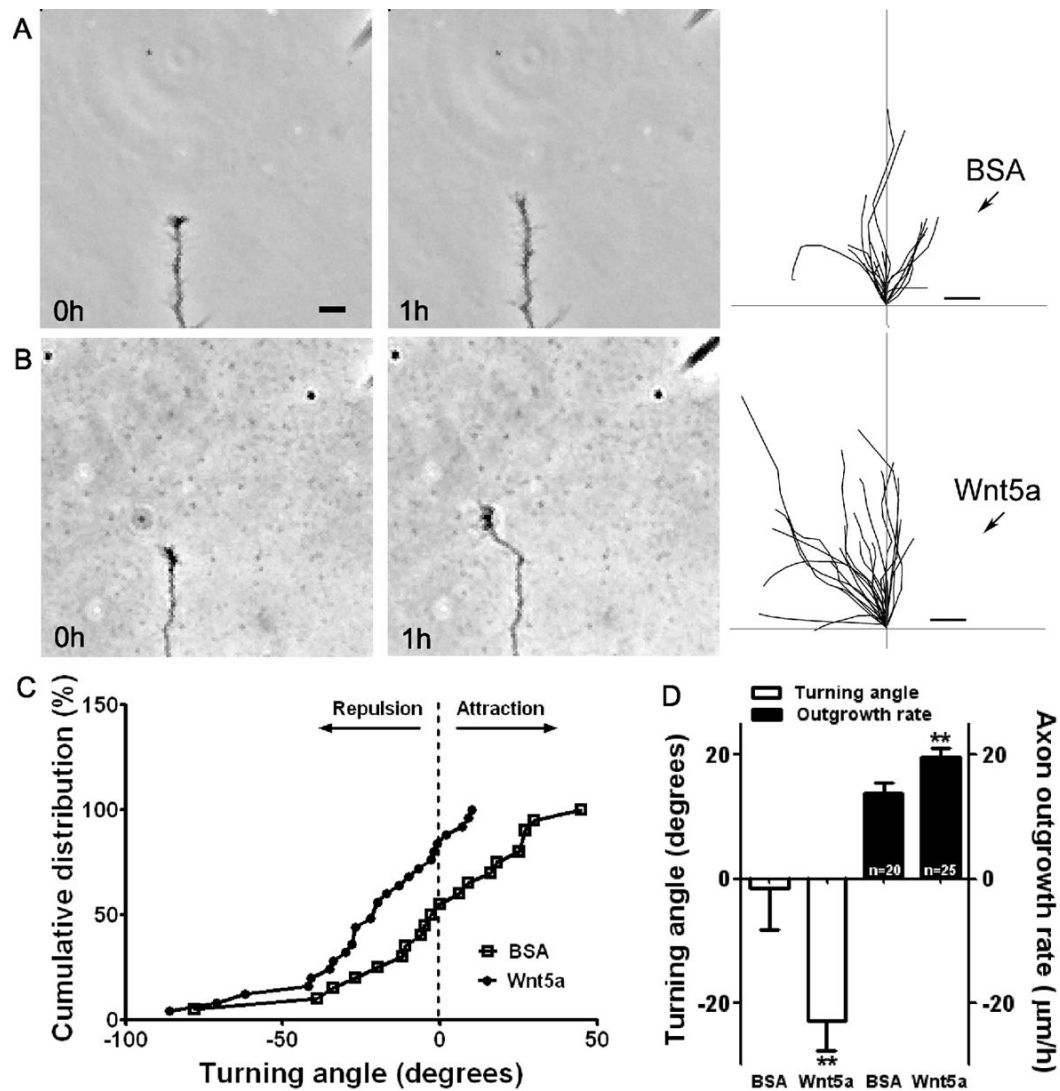 A
0h
1h
BSA
B
0h
1h
Wnt5a
C
Cumulative distribution (%)
150
100
50
0
Repulsion
Attraction
BSA
Wnt5a
-100
-50
0
50
Turning angle (degrees)
D
Turning angle
Outgrowth rate
Turning angle (degrees)
20
0
-20
**
**
n=20
n=25
20
0
-20
Axon outgrowth rate ( μm/h)
BSA Wnt5a BSA Wnt5a